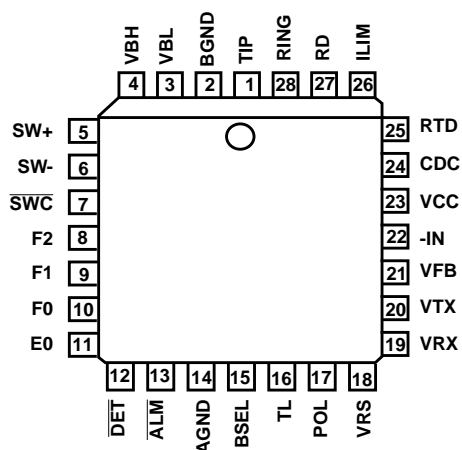 VBH VBL BGND TIP RING RD ILIM
4 3 2 1 28 27 26
SW+ 5 25 RTD
SW- 6 24 CDC
SWC 7 23 VCC
F2 8 22 -IN
F1 9 21 VFB
F0 10 20 VTX
E0 11 19 VRX
12 13 14 15 16 17 18
DET ALM AGND BSEL TL POL VRS